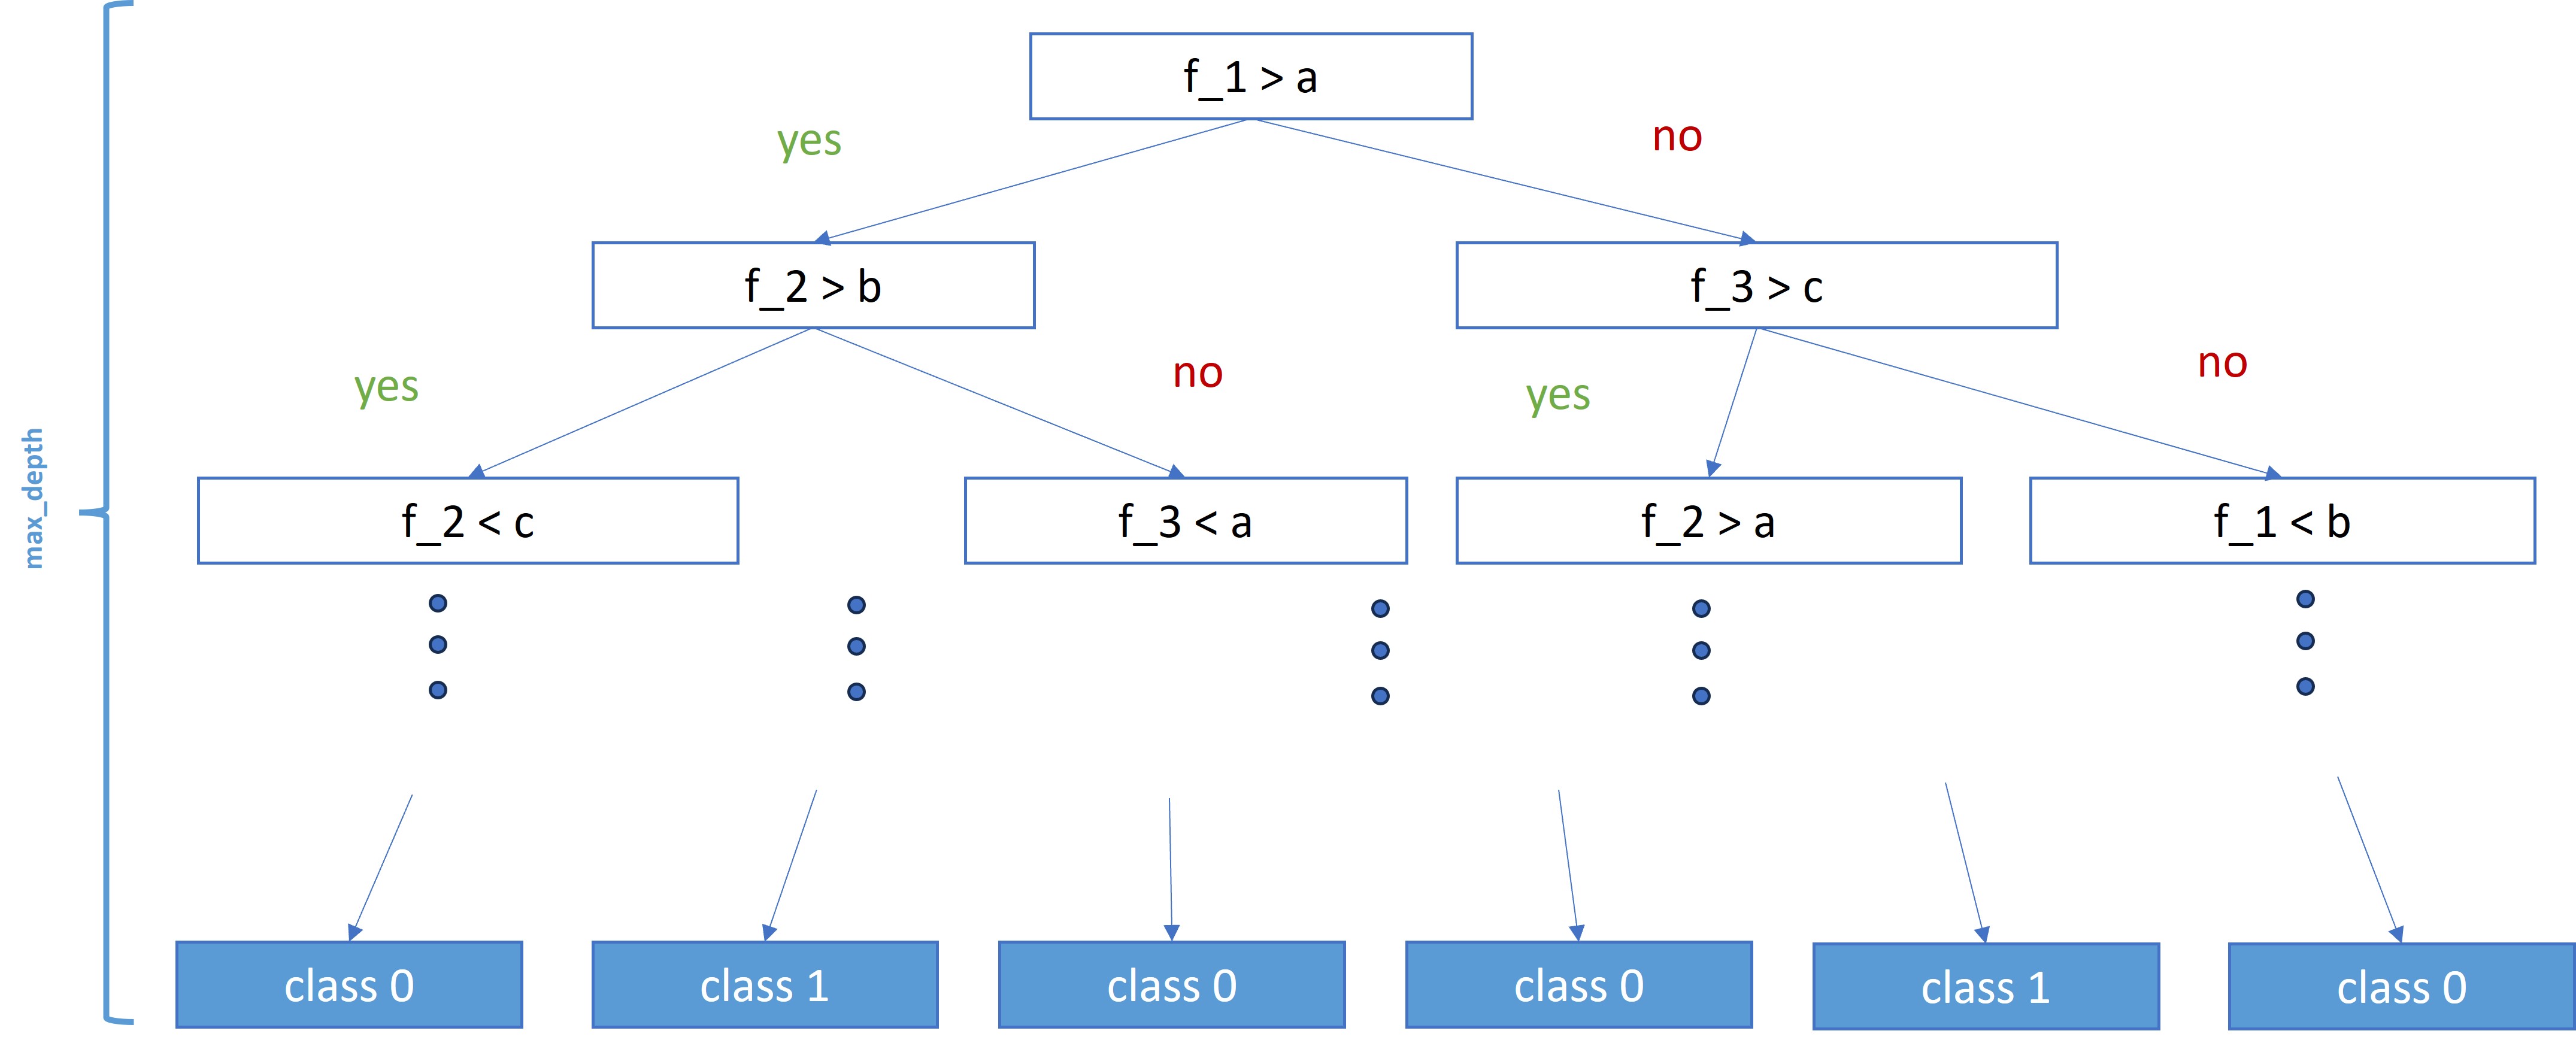 f_1 > a
yes
no
f_2 > b
f_3 > c
yes
no
yes
no
max_depth
f_2 < c
f_3 < a
f_2 > a
f_1 < b
class 0
class 1
class 0
class 0
class 1
class 0